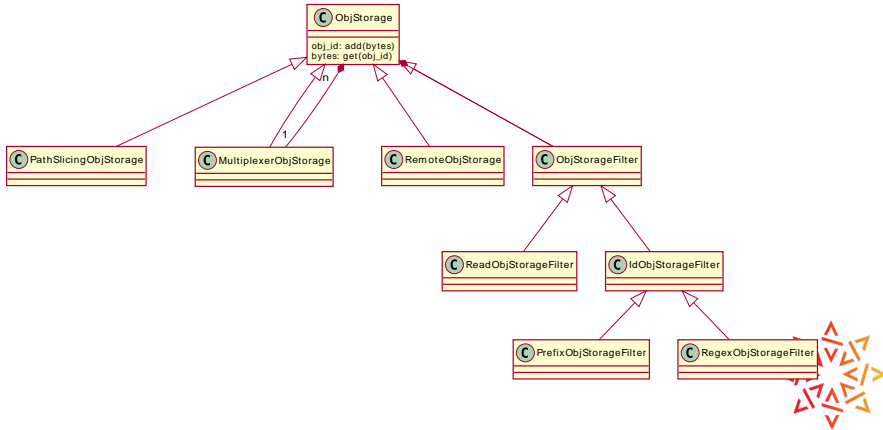 C ObjStorage
obj_id: add(bytes)
bytes: get(obj_id)
n
1
C PathSlicingObjStorage
C MultiplexerObjStorage
C RemoteObjStorage
C ObjStorageFilter
C ReadObjStorageFilter
C IdObjStorageFilter
C PrefixObjStorageFilter
C RegexObjStorageFilter